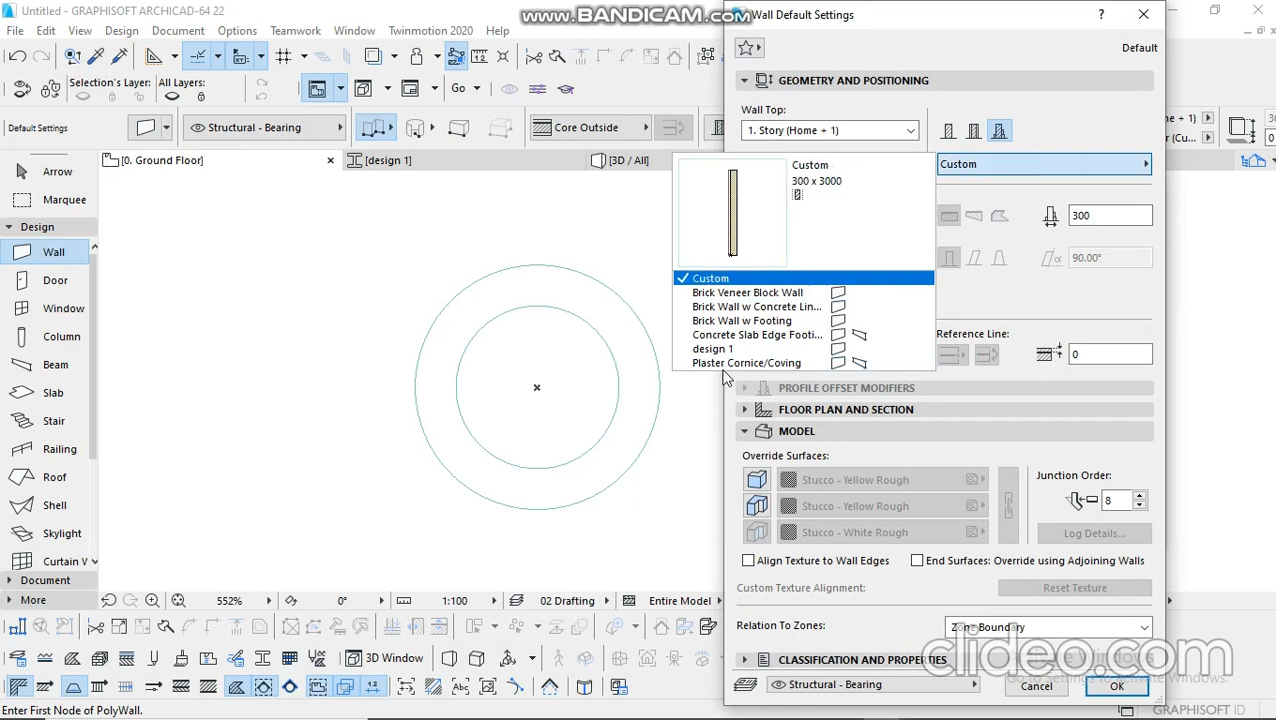 Untitled - GRAPHISOFT ARCHICAD-64 22
www.BANDICAM.com
Wall Default Settings
File Edit View Design Document Options Teamwork Window Twinmotion 2020 Help
Default
Selection's Layer: All Layers:
Go
GEOMETRY AND POSITIONING
Wall Top:
1. Story (Home + 1)
Default Settings
Structural - Bearing
Core Outside
[0. Ground Floor]
[design 1]
[3D / All]
Custom
Custom
300 x 3000
Arrow
Marquee
Design
Wall
Door
Window
Column
Beam
Slab
Stair
Railing
Roof
Shell
Skylight
Curtain V
Document
More
300
90.00°
Custom
Brick Veneer Block Wall
Brick Wall w Concrete Lin...
Brick Wall w Footing
Concrete Slab Edge Footi...
design 1
Plaster Cornice/Coving
Reference Line:
0
PROFILE OFFSET MODIFIERS
FLOOR PLAN AND SECTION
MODEL
Override Surfaces:
Stucco - Yellow Rough
Stucco - Yellow Rough
Stucco - White Rough
Junction Order:
8
Log Details...
Align Texture to Wall Edges
End Surfaces: Override using Adjoining Walls
Custom Texture Alignment:
Reset Texture
Relation To Zones:
Zone Boundary
CLASSIFICATION AND PROPERTIES
Structural - Bearing
Cancel
OK
552%
0°
1:100
02 Drafting
Entire Model
3D Window
clideo.com
Go to Settings to activate Windows.
Enter First Node of PolyWall.
GRAPHISOFT ID